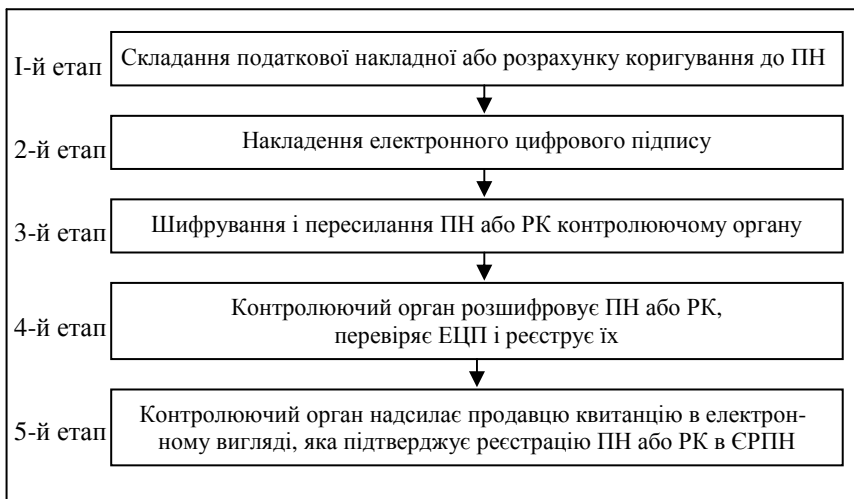 І-й етап
Складання податкової накладної або розрахунку коригування до ПН
2-й етап
Накладення електронного цифрового підпису
3-й етап
Шифрування і пересилання ПН або РК контролюючому органу
4-й етап
Контролюючий орган розшифровує ПН або РК,
перевіряє ЕЦП і реєструє їх
5-й етап
Контролюючий орган надсилає продавцю квитанцію в електрон-
ному вигляді, яка підтверджує реєстрацію ПН або РК в ЄРПН